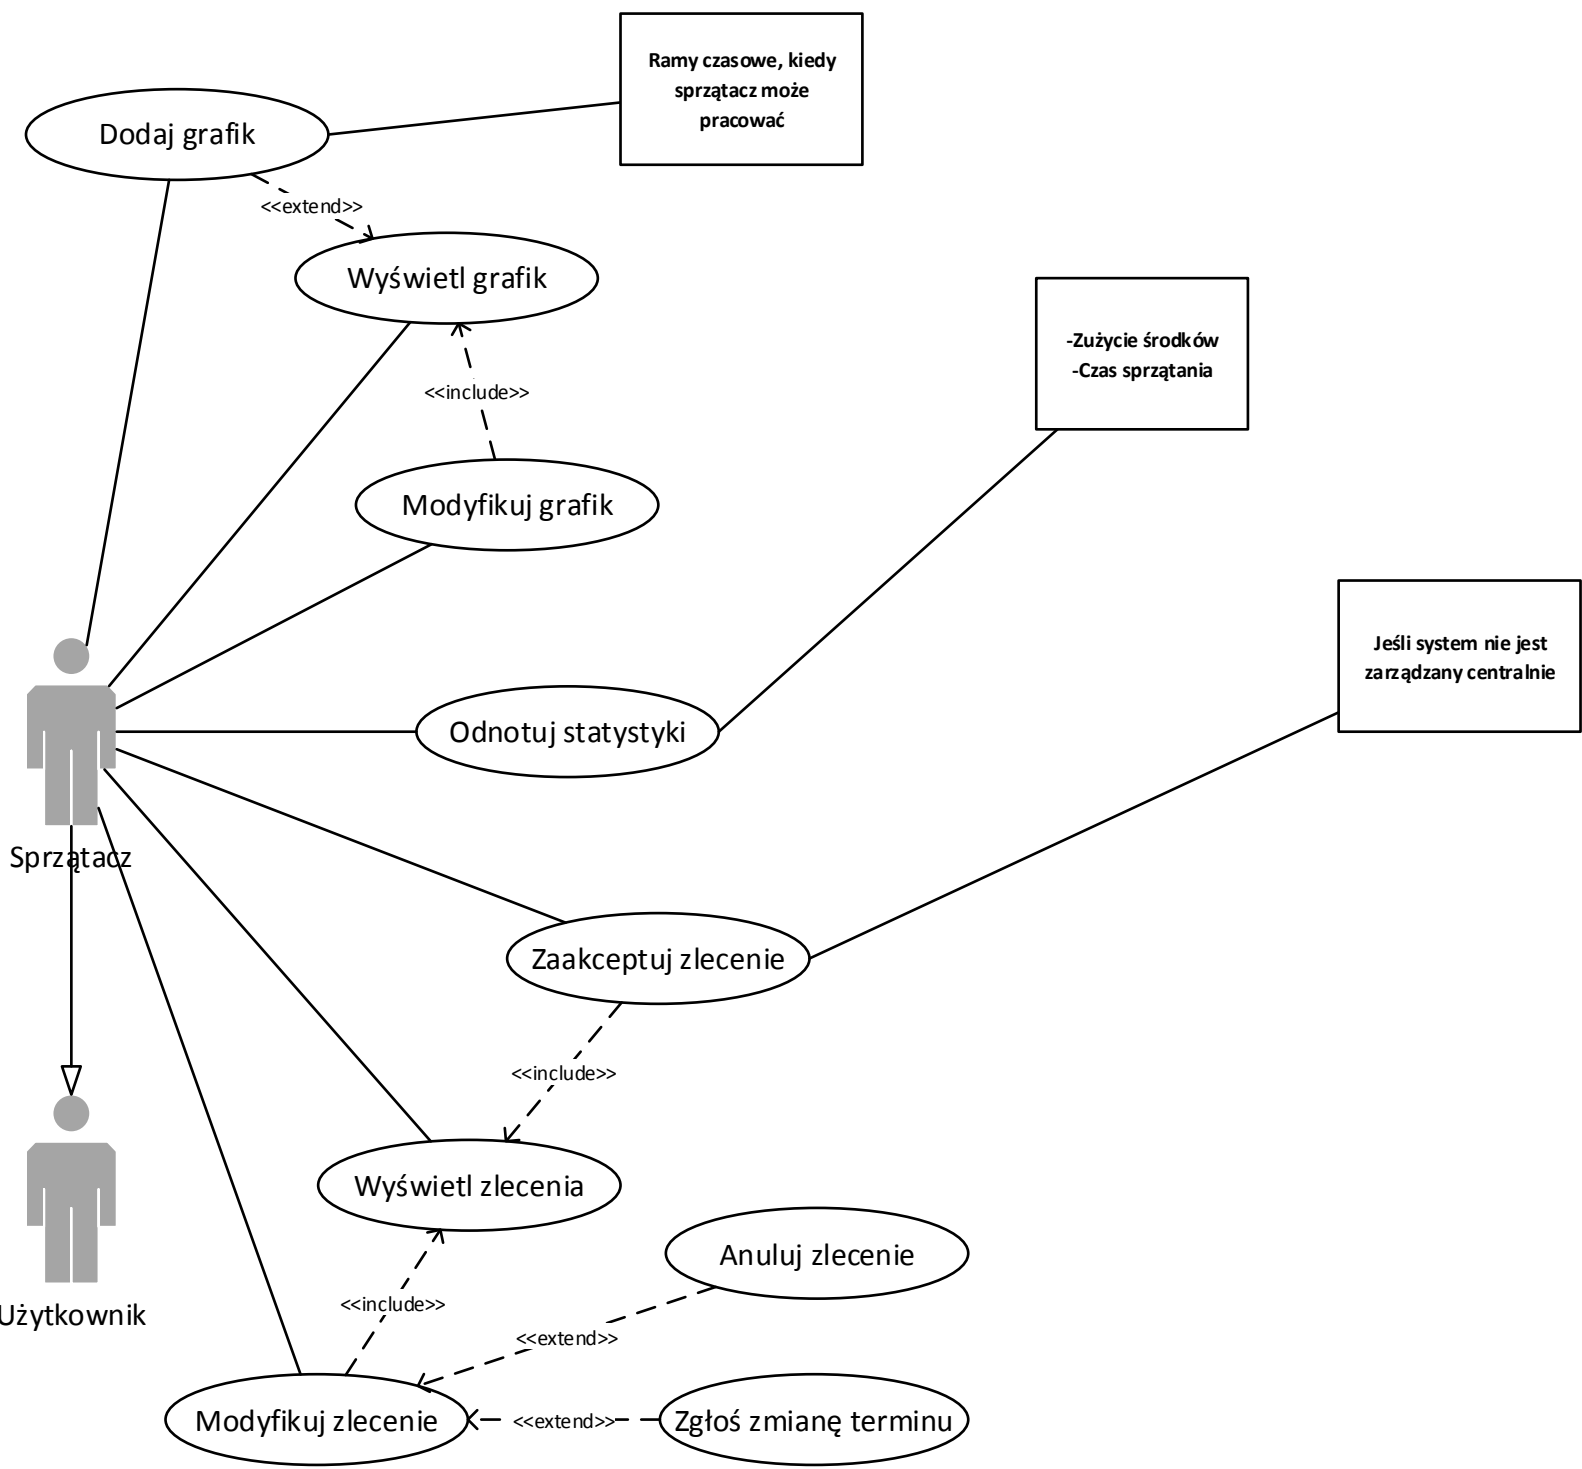 Ramy czasowe, kiedy
sprzątacz może
pracować
Dodaj grafik
<<extend>>
Wyświetl grafik
-Zużycie środków
-Czas sprzątania
<<include>>
Modyfikuj grafik
Jeśli system nie jest
zarządzany centralnie
Odnotuj statystyki
Sprzątacz
Zaakceptuj zlecenie
<<include>>
Wyświetl zlecenia
Anuluj zlecenie
<<include>>
Użytkownik
<<extend>>
Modyfikuj zlecenie
<<extend>>
Zgłoś zmianę terminu